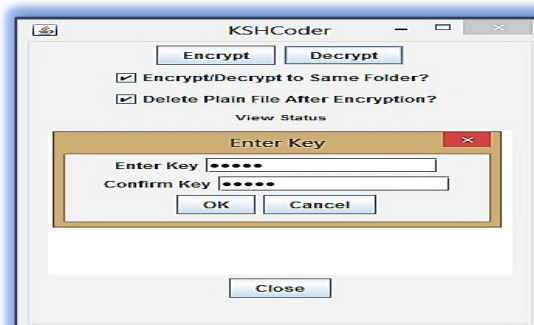 KSHCoder
Encrypt Decrypt
Encrypt/Decrypt to Same Folder?
Delete Plain File After Encryption?
View Status
Enter Key
Enter Key •••••
Confirm Key •••••
OK Cancel
Close